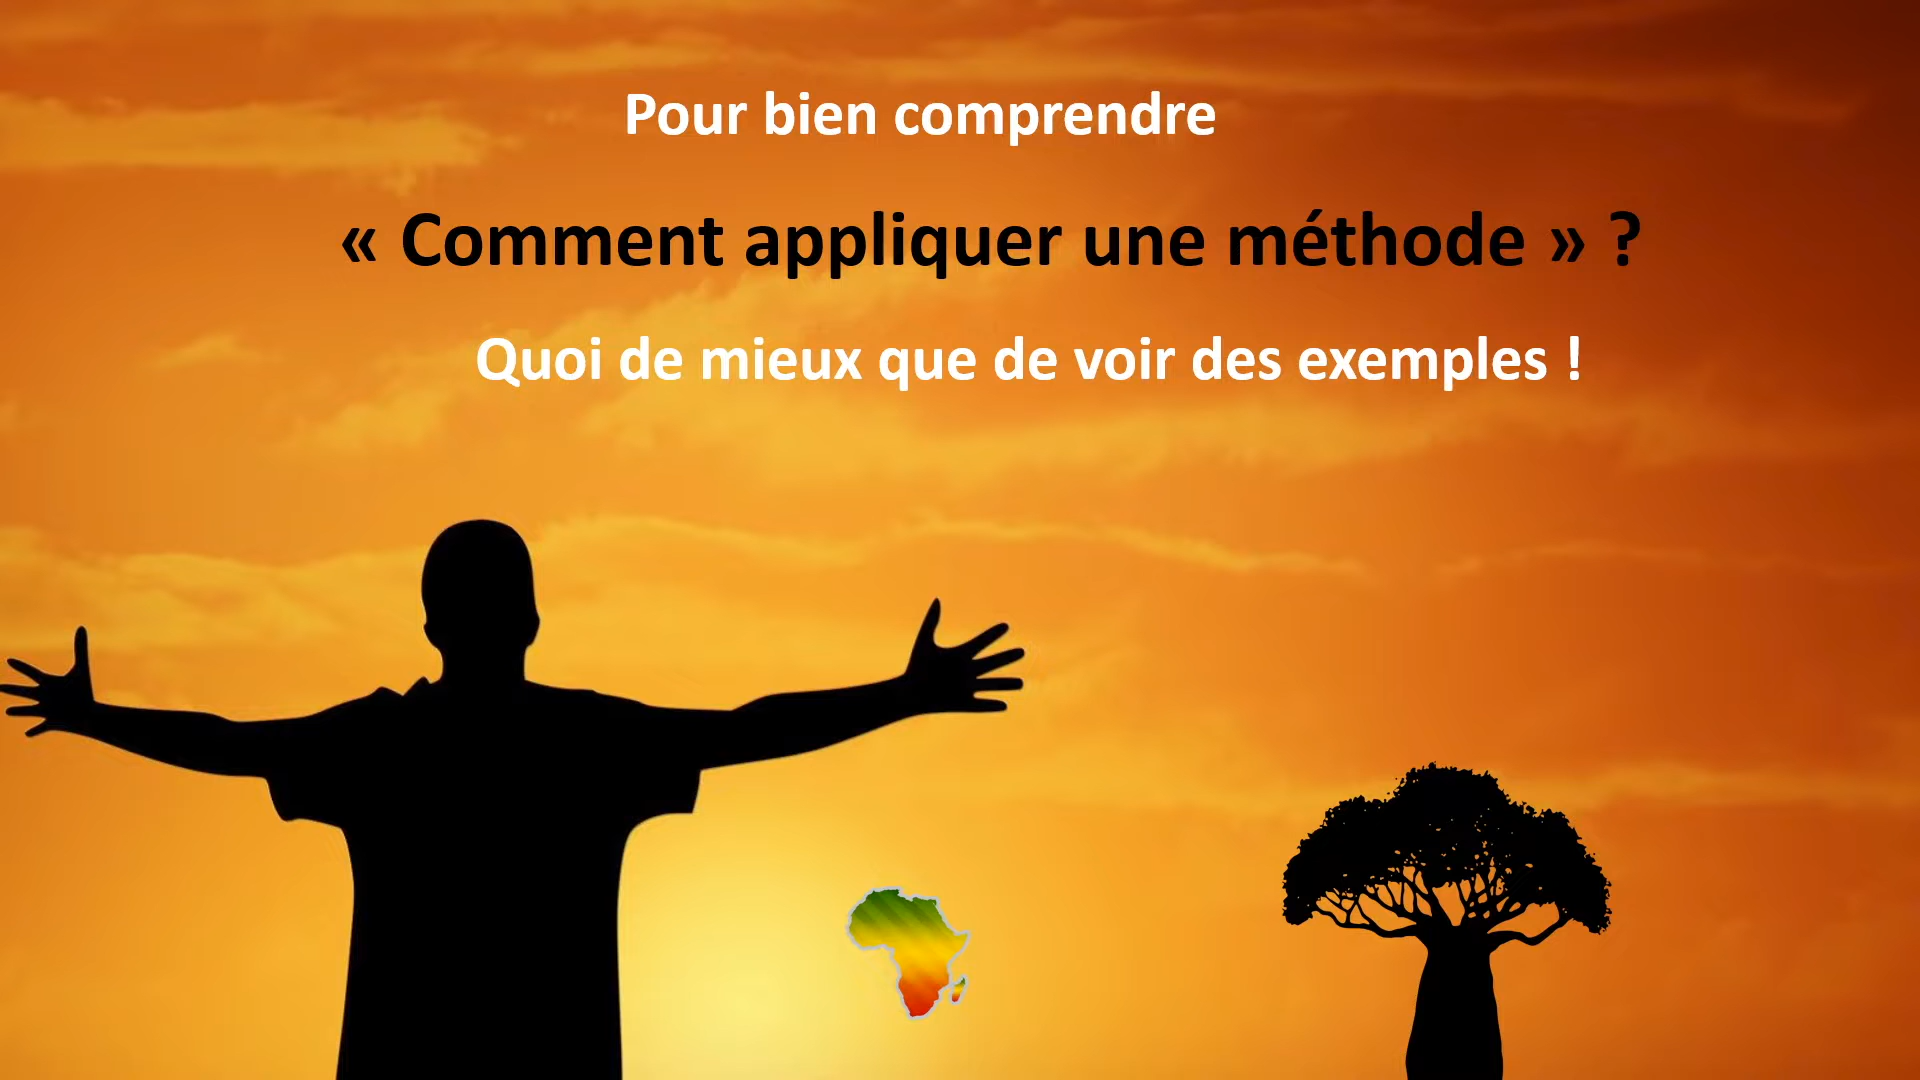 Pour bien comprendre
« Comment appliquer une méthode » ?
Quoi de mieux que de voir des exemples !